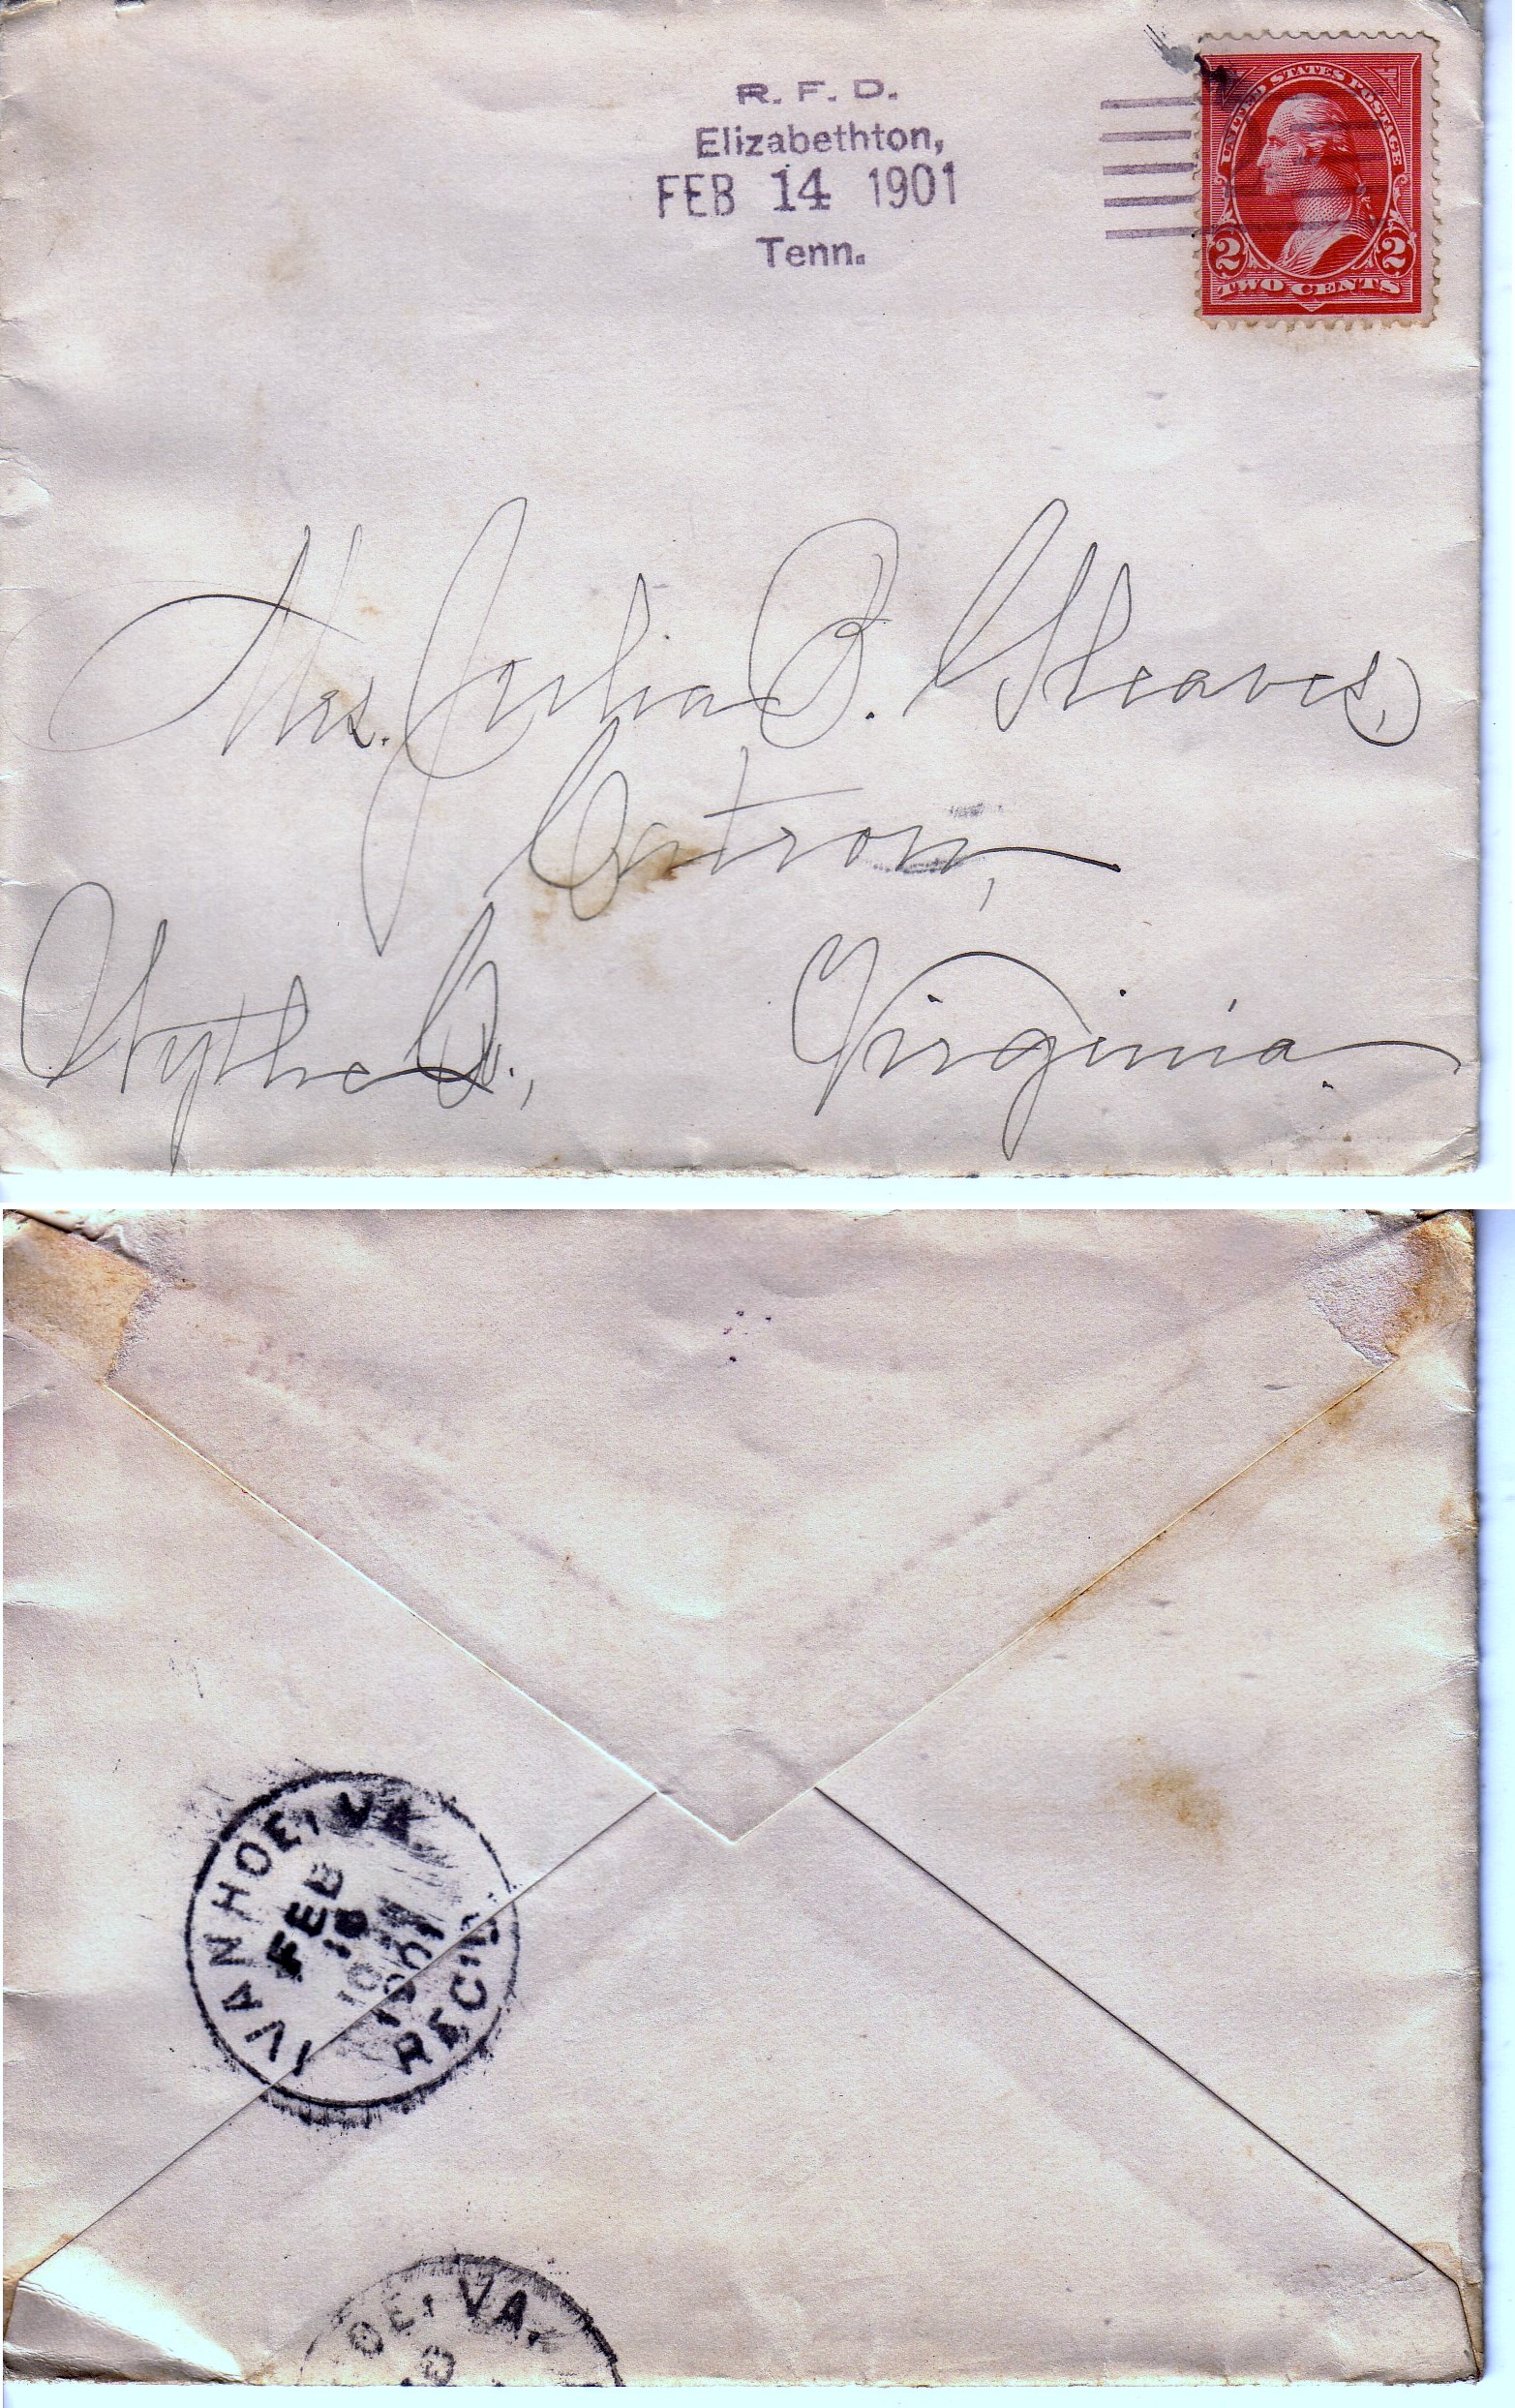 R. F. D.
Elizabethton,
FEB 14 1901
Tenn.
UNITED STATES POSTAGE
2 2
TWO CENTS
Mrs. Julia B. Cleaves,
Catron,
Wythe Co., Virginia.
IVANHOE, VA.
FEB
1901
REC'D
OE, VA.